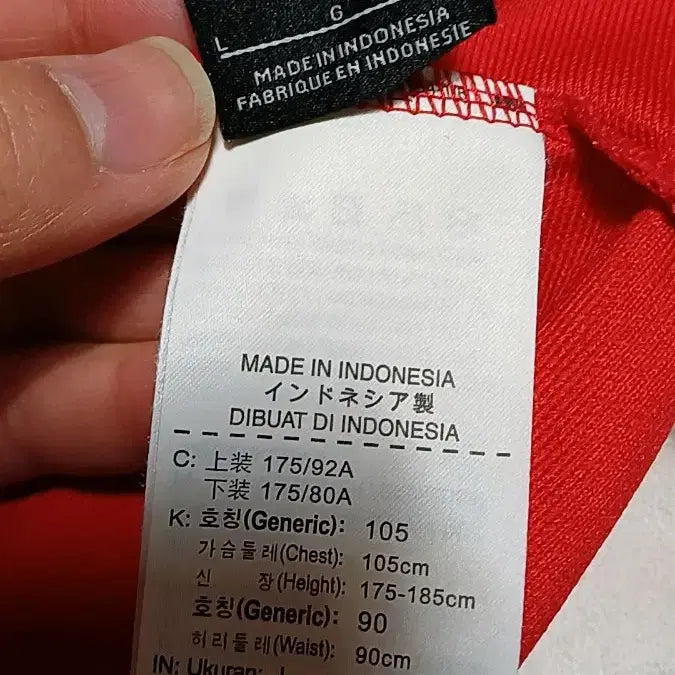 L G
MADE IN INDONESIA
FABRIQUE EN INDONESIE
MADE IN INDONESIA
インドネシア製
DIBUAT DI INDONESIA
C: 上装 175/92A
下装 175/80A
K: 호칭(Generic): 105
가슴둘레(Chest): 105cm
신 장(Height): 175-185cm
호칭(Generic): 90
허리둘레(Waist): 90cm
IN: Ukuran: